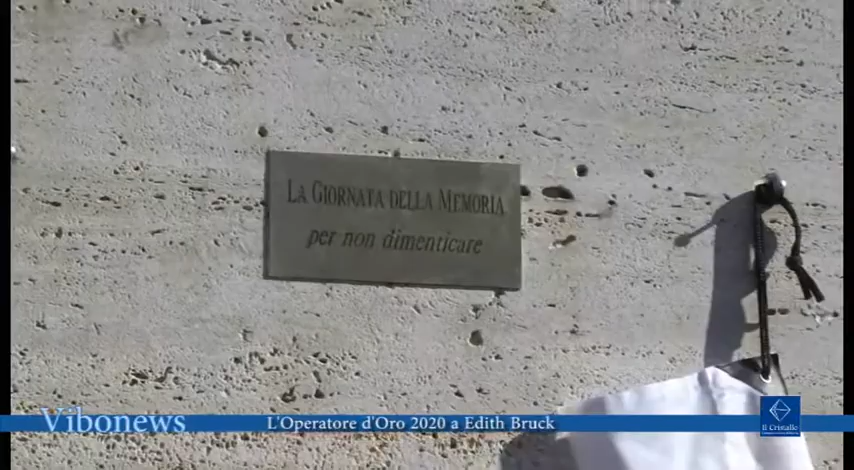 LA GIORNATA DELLA MEMORIA
per non dimenticare
Vibonews
L'Operatore d'Oro 2020 a Edith Bruck
Il Cristallo